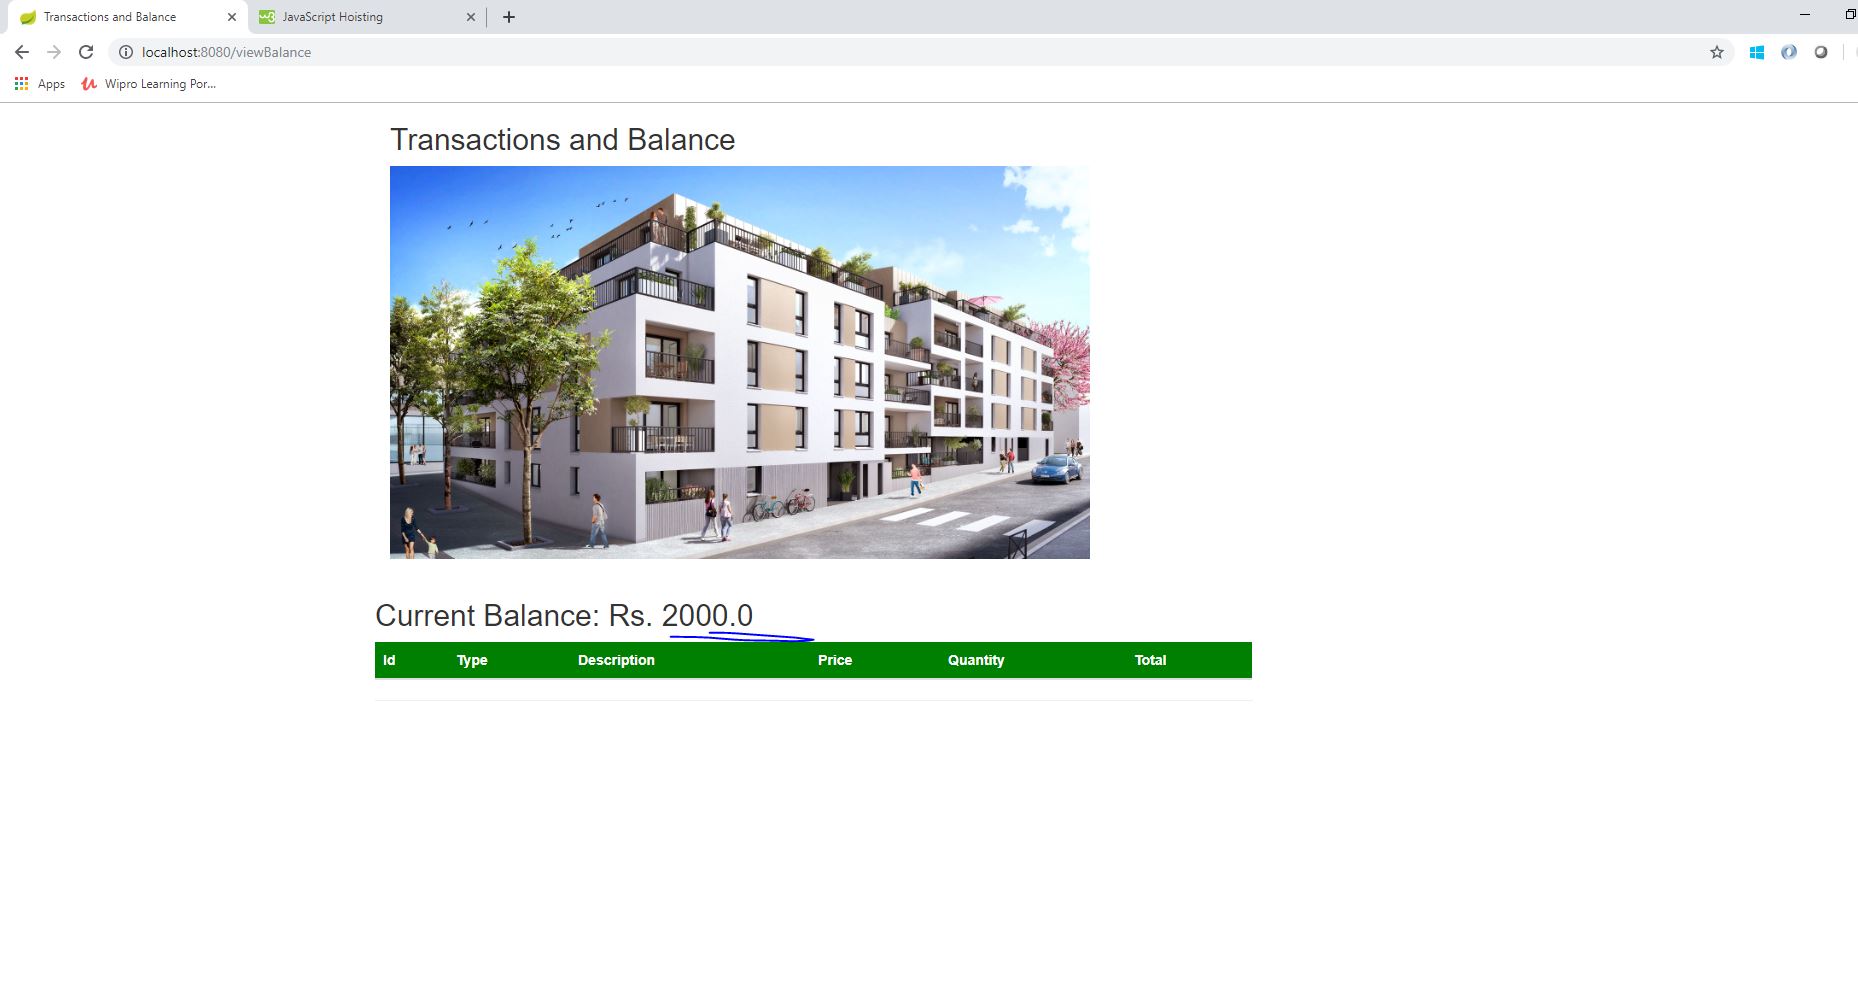 Transactions and Balance
JavaScript Hoisting
localhost:8080/viewBalance
Apps
Wipro Learning Por...
Transactions and Balance
Current Balance: Rs. 2000.0
Id Type Description Price Quantity Total